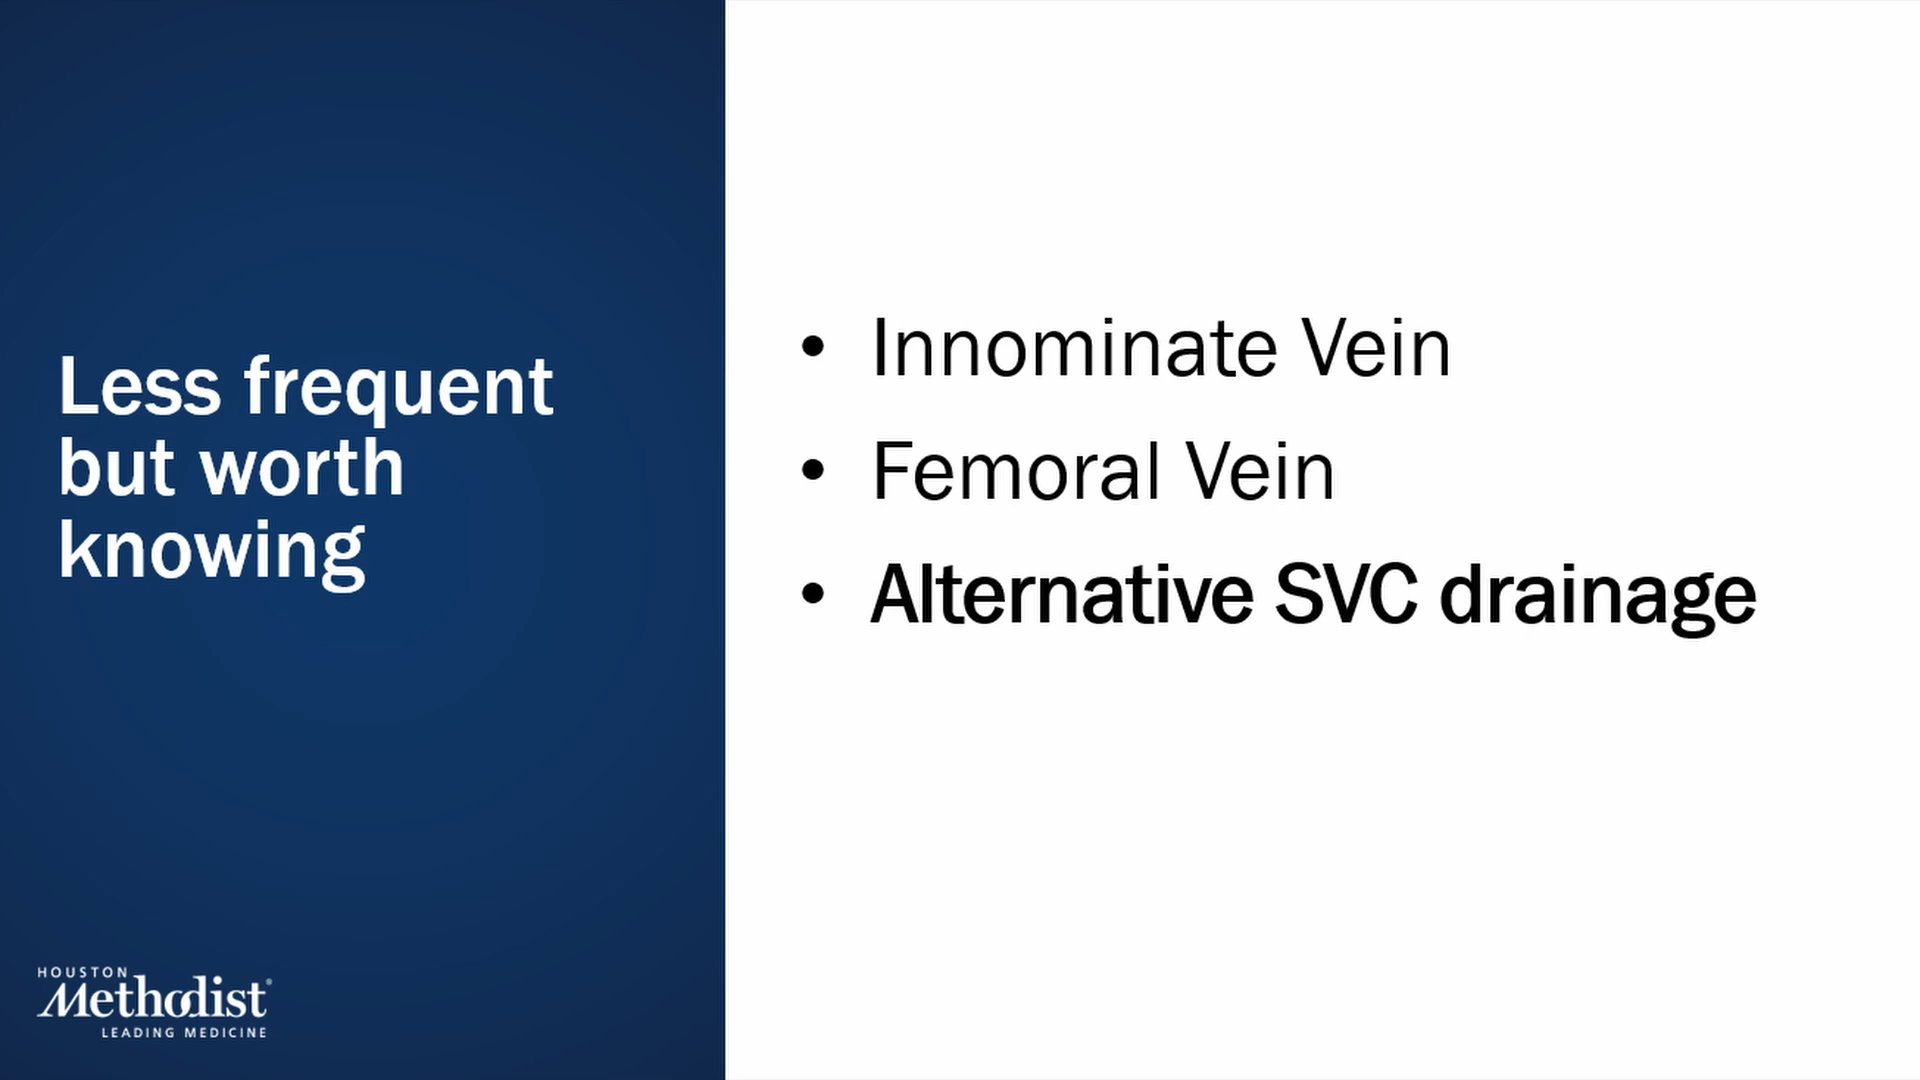 Less frequent
but worth
knowing
• Innominate Vein
• Femoral Vein
• Alternative SVC drainage
HOUSTON
Methodist®
LEADING MEDICINE